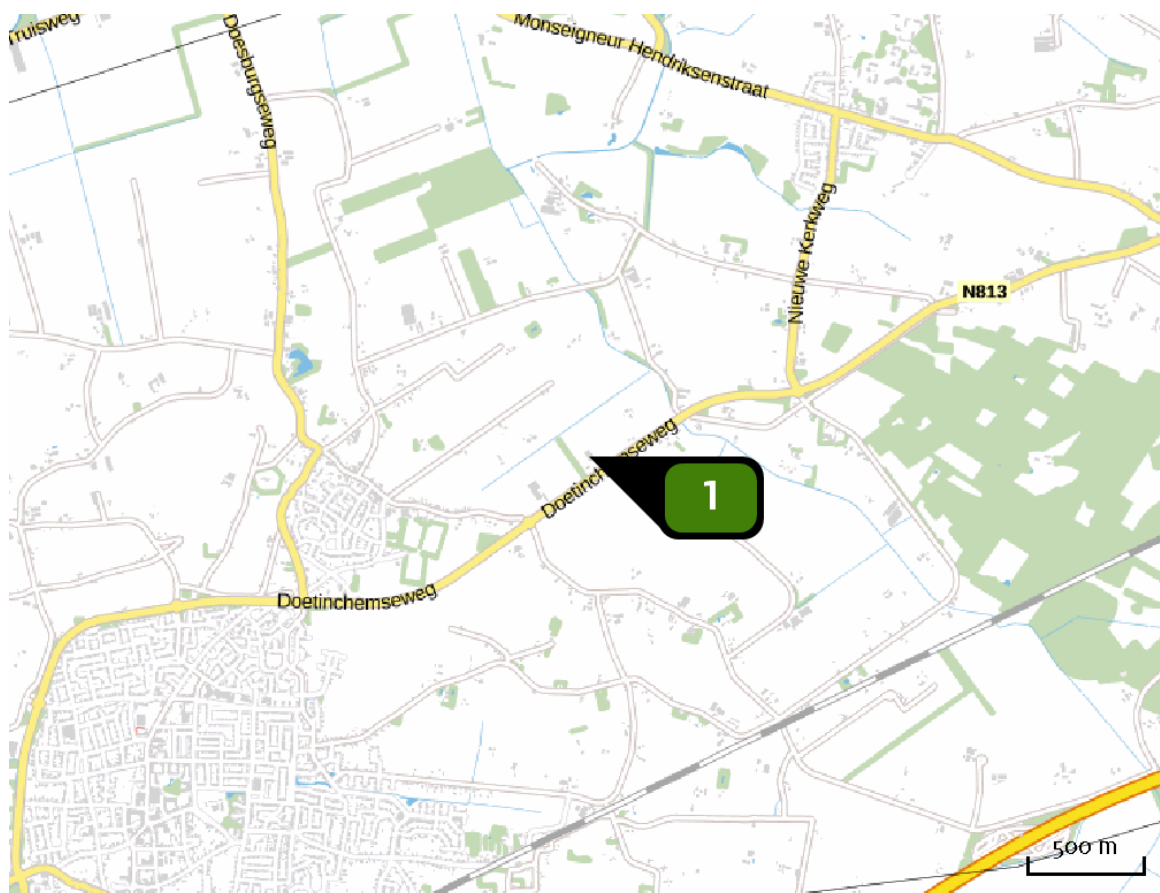 Truisweg
Doesburgseweg
Monseigneur Hendriksenstraat
Nieuwe Kerkweg
N813
Doetinchemseweg
1
Doetinchemseweg
500 m